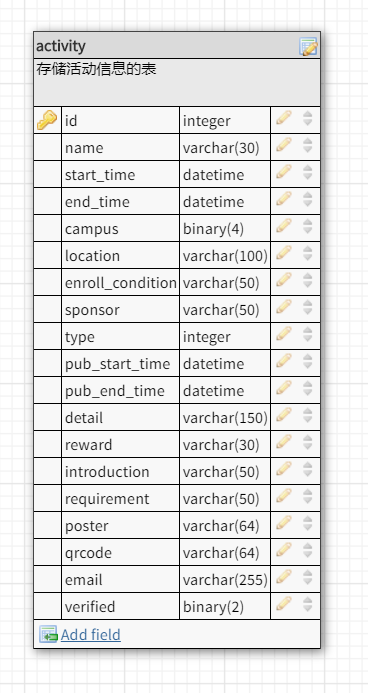 activity
存储活动信息的表
id integer
name varchar(30)
start_time datetime
end_time datetime
campus binary(4)
location varchar(100)
enroll_condition varchar(50)
sponsor varchar(50)
type integer
pub_start_time datetime
pub_end_time datetime
detail varchar(150)
reward varchar(30)
introduction varchar(50)
requirement varchar(50)
poster varchar(64)
qrcode varchar(64)
email varchar(255)
verified binary(2)
Add field